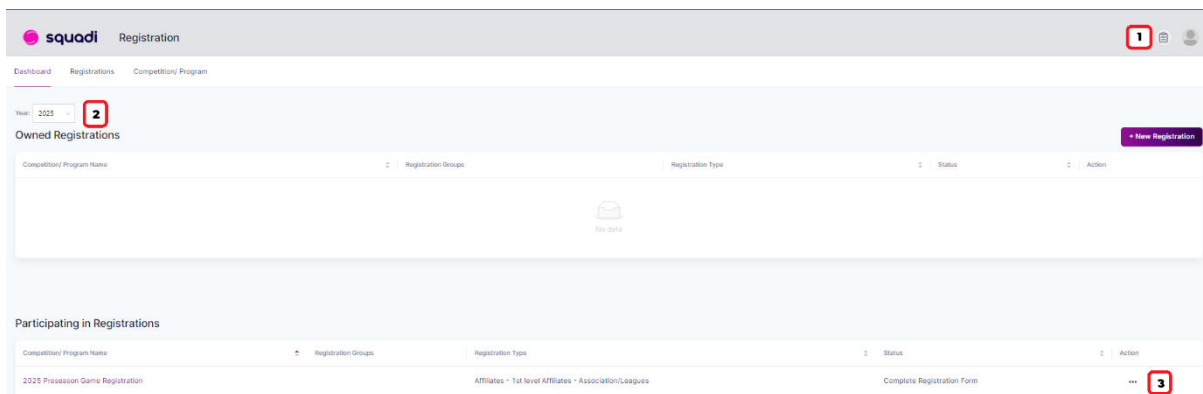 squadi Registration 1
Dashboard Registrations Competition/ Program
Year: 2025 2
Owned Registrations
+ New Registration
Competition/ Program Name Registration Groups Registration Type Status Action
No data
Participating in Registrations
Competition/ Program Name Registration Groups Registration Type Status Action
2025 Preseason Game Registration Affiliates - 1st level Affiliates - Association/Leagues Complete Registration Form ... 3